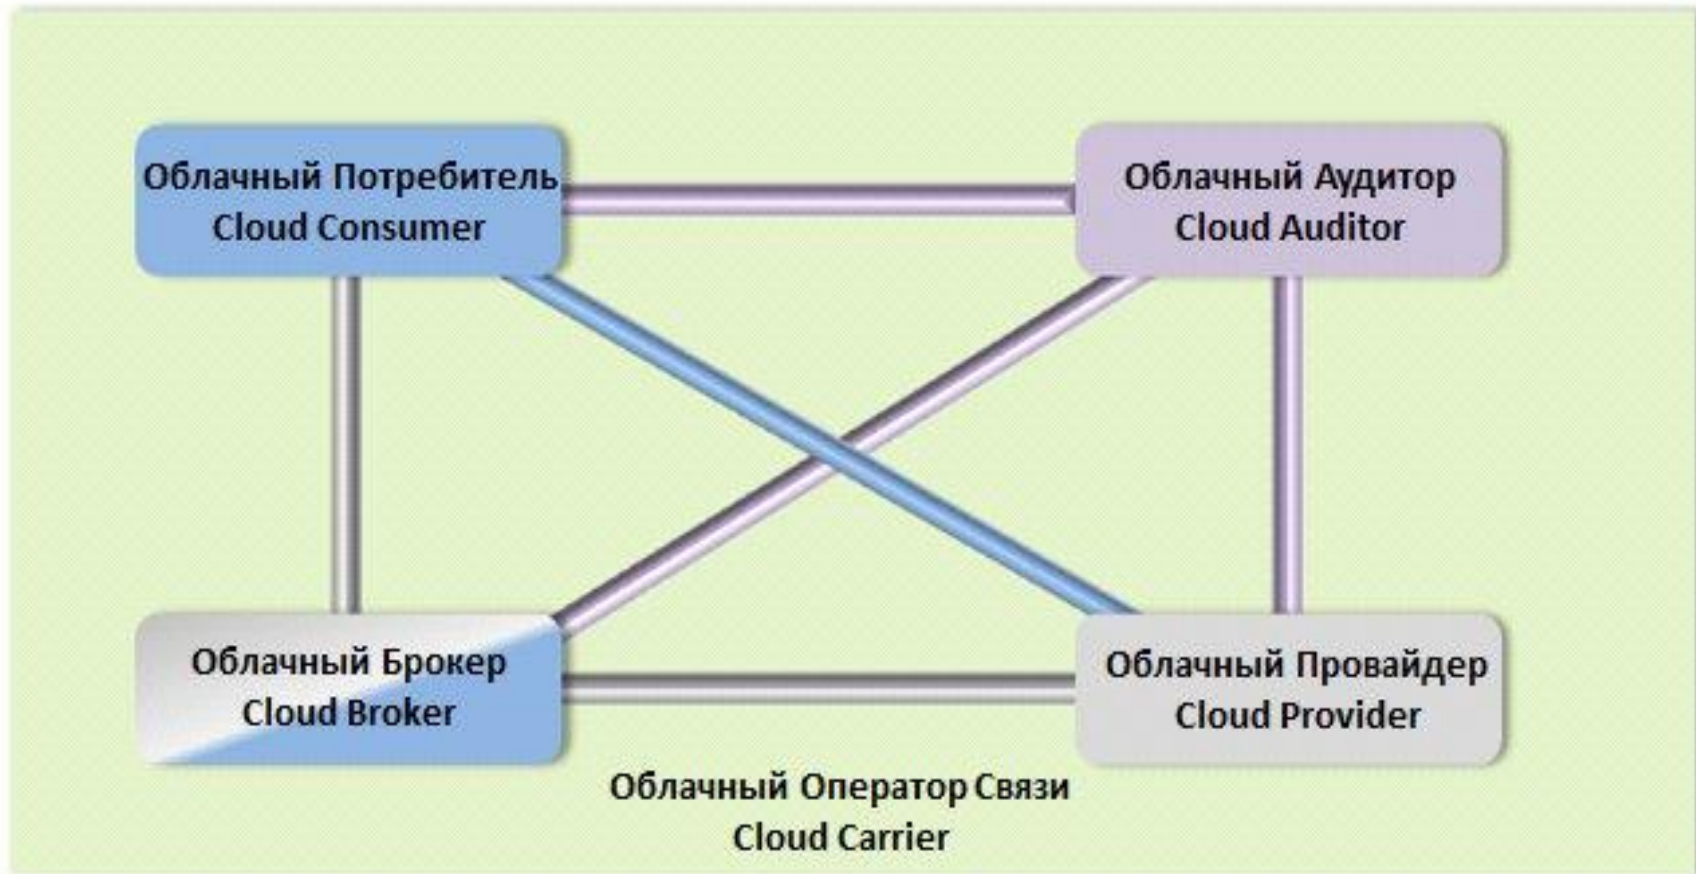 Облачный Потребитель
Cloud Consumer
Облачный Аудитор
Cloud Auditor
Облачный Брокер
Cloud Broker
Облачный Провайдер
Cloud Provider
Облачный Оператор Связи
Cloud Carrier